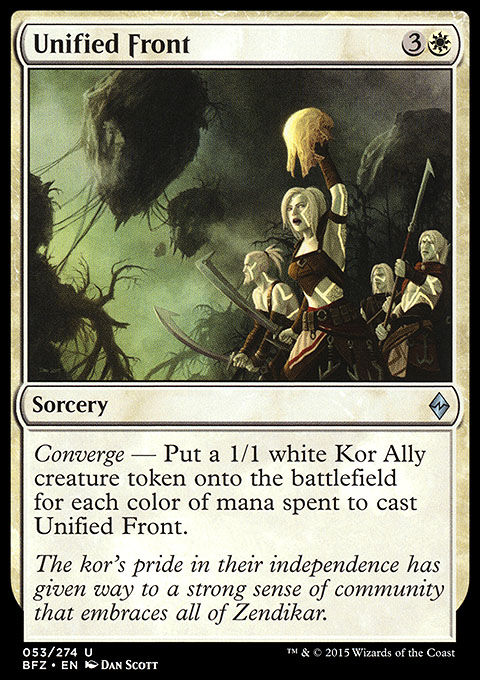 Unified Front 3
Sorcery
Converge — Put a 1/1 white Kor Ally
creature token onto the battlefield
for each color of mana spent to cast
Unified Front.
The kor's pride in their independence has
given way to a strong sense of community
that embraces all of Zendikar.
053/274 U
BFZ • EN Dan Scott
™ & © 2015 Wizards of the Coast